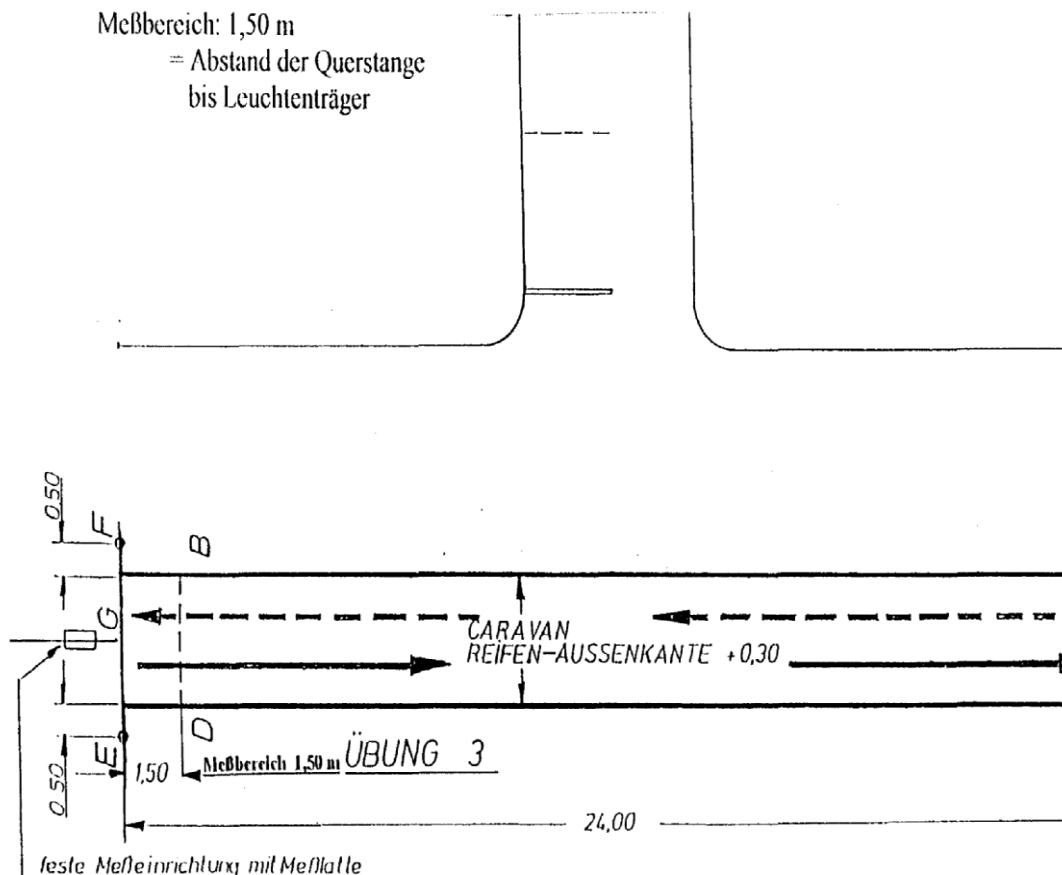 Meßbereich: 1,50 m
= Abstand der Querstange
bis Leuchtenträger
0,50
F
B
G
CARAVAN
REIFEN-AUSSENKANTE +0,30
E
D
0,50
1,50
Meßbereich 1,50 m
ÜBUNG 3
24,00
feste Meßeinrichtung mit Meßlatte